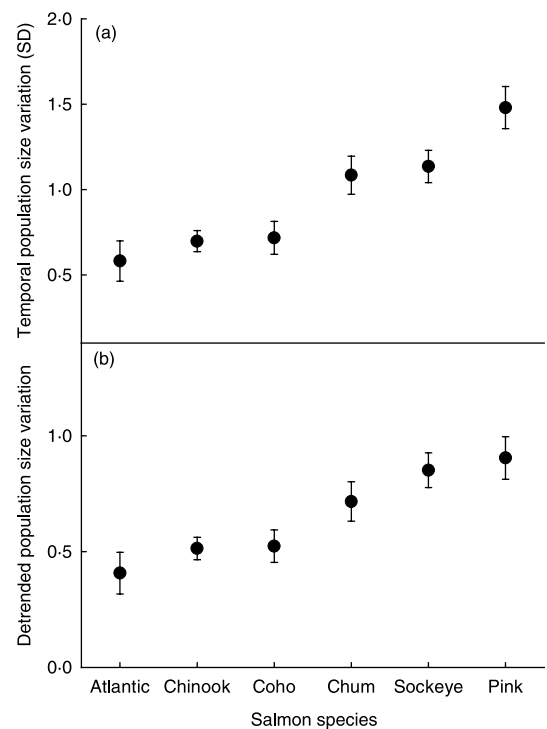 (a)
Temporal population size variation (SD)
2·0
1·5
1·0
0·5
(b)
Detrended population size variation
1·0
0·5
0·0
Atlantic Chinook Coho Chum Sockeye Pink
Salmon species